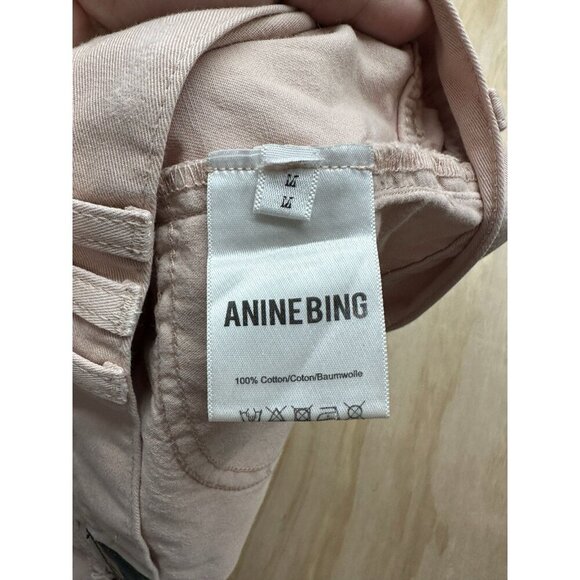 M
M
ANINE BING
100% Cotton/Coton/Baumwolle